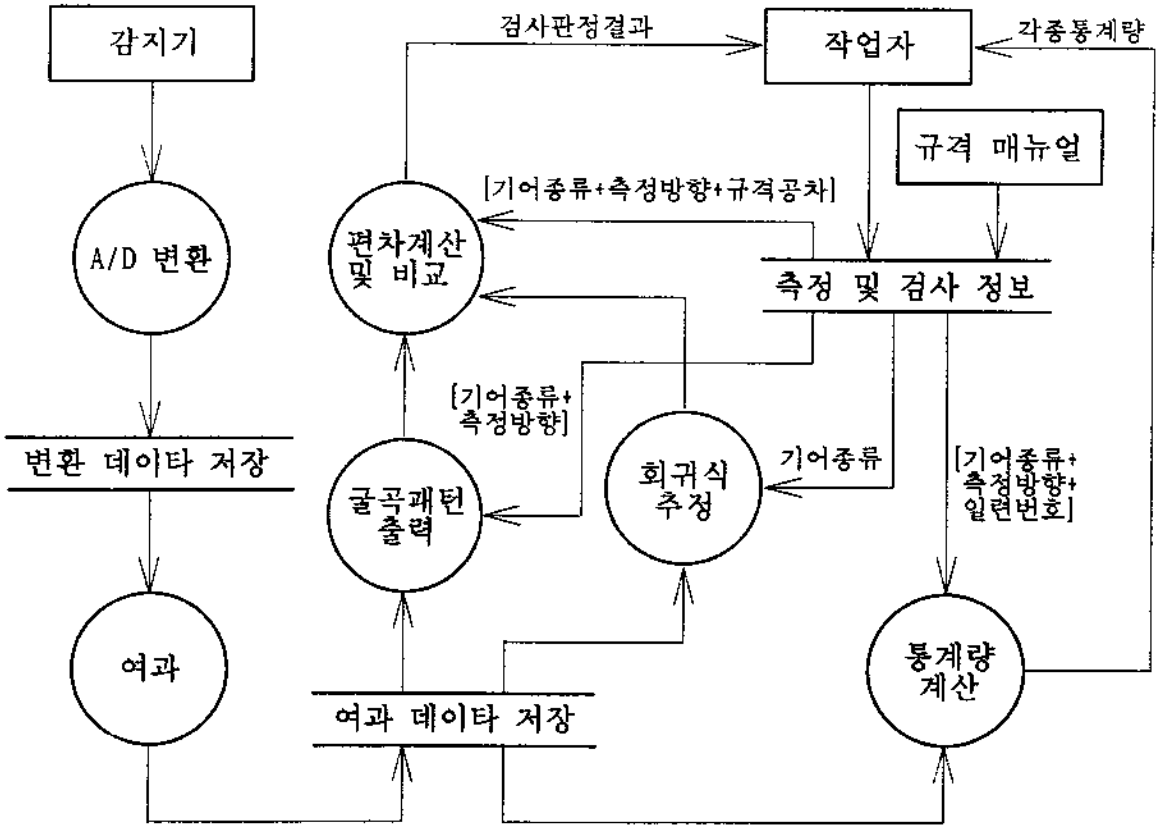 감지기
검사판정결과
작업자
각종통계량
규격 매뉴얼
[기어종류+측정방향+규격공차]
A/D 변환
편차계산
및 비교
측정 및 검사 정보
[기어종류+
측정방향]
변환 데이타 저장
굴곡패턴
출력
회귀식
추정
기어종류
[기어종류+
측정방향+
일련번호]
여과
여과 데이타 저장
통계량
계산